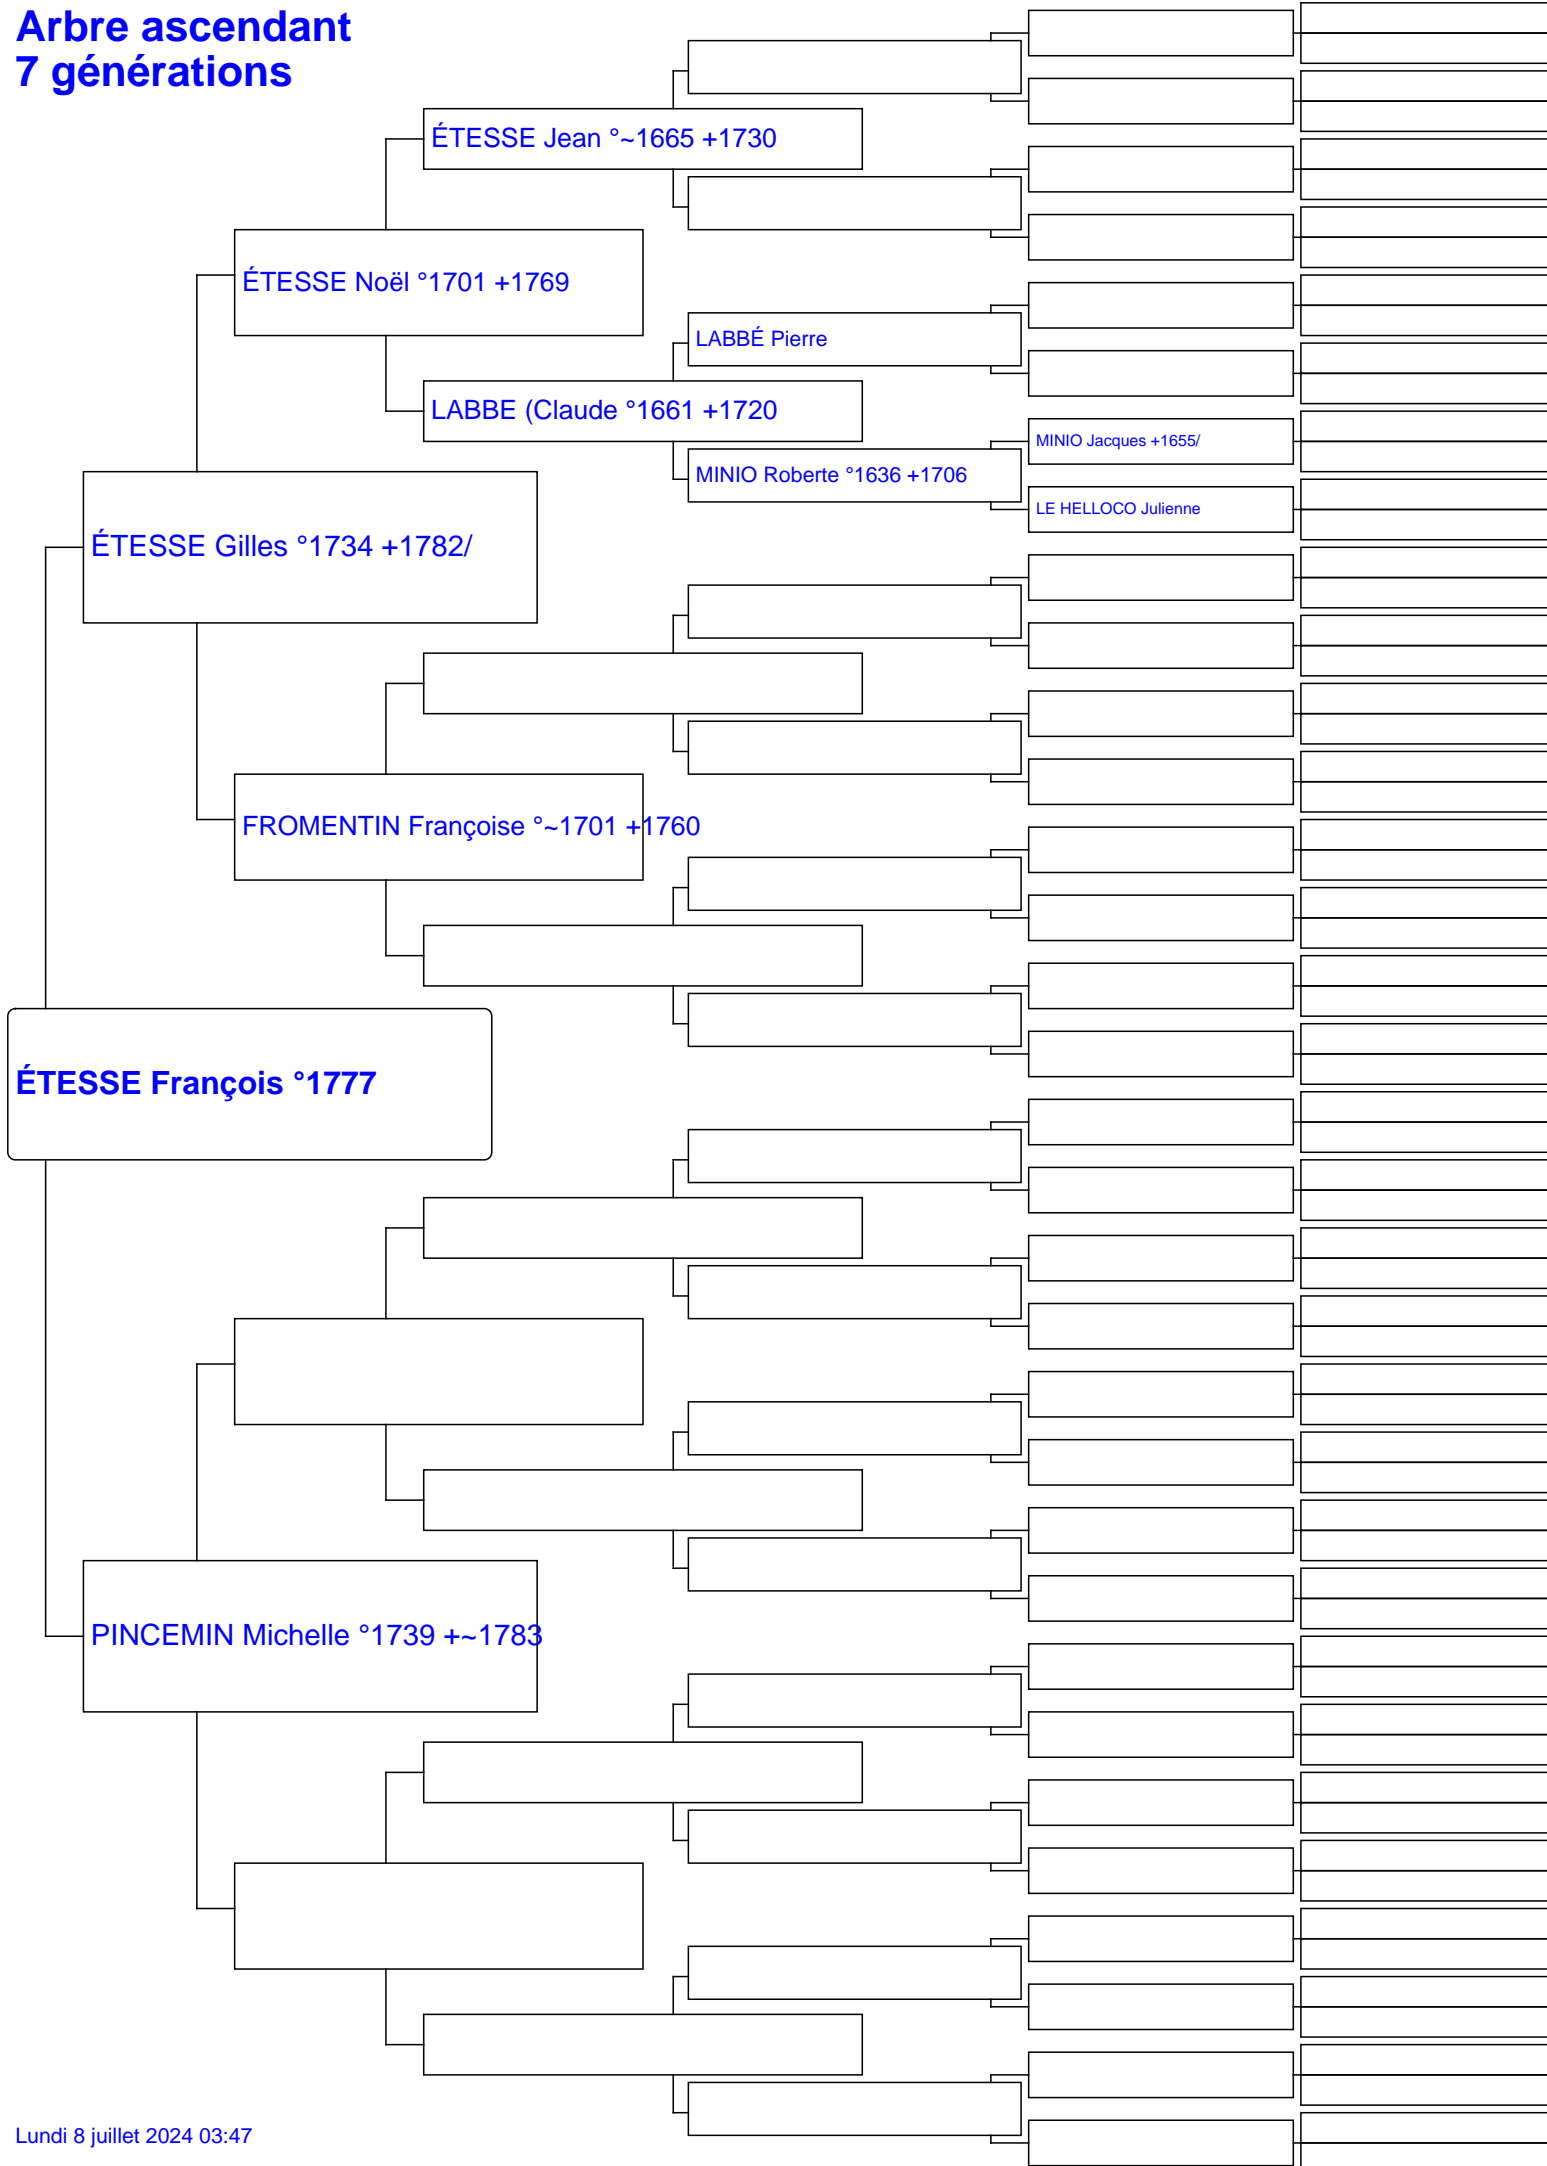 Arbre ascendant
7 générations
ÉTESSE Jean °~1665 +1730
ÉTESSE Noël °1701 +1769
LABBÉ Pierre
LABBE (Claude °1661 +1720
MINIO Jacques +1655/
MINIO Roberte °1636 +1706
LE HELLOCO Julienne
ÉTESSE Gilles °1734 +1782/
FROMENTIN Françoise °~1701 +1760
ÉTESSE François °1777
PINCEMIN Michelle °1739 +~1783
Lundi 8 juillet 2024 03:47